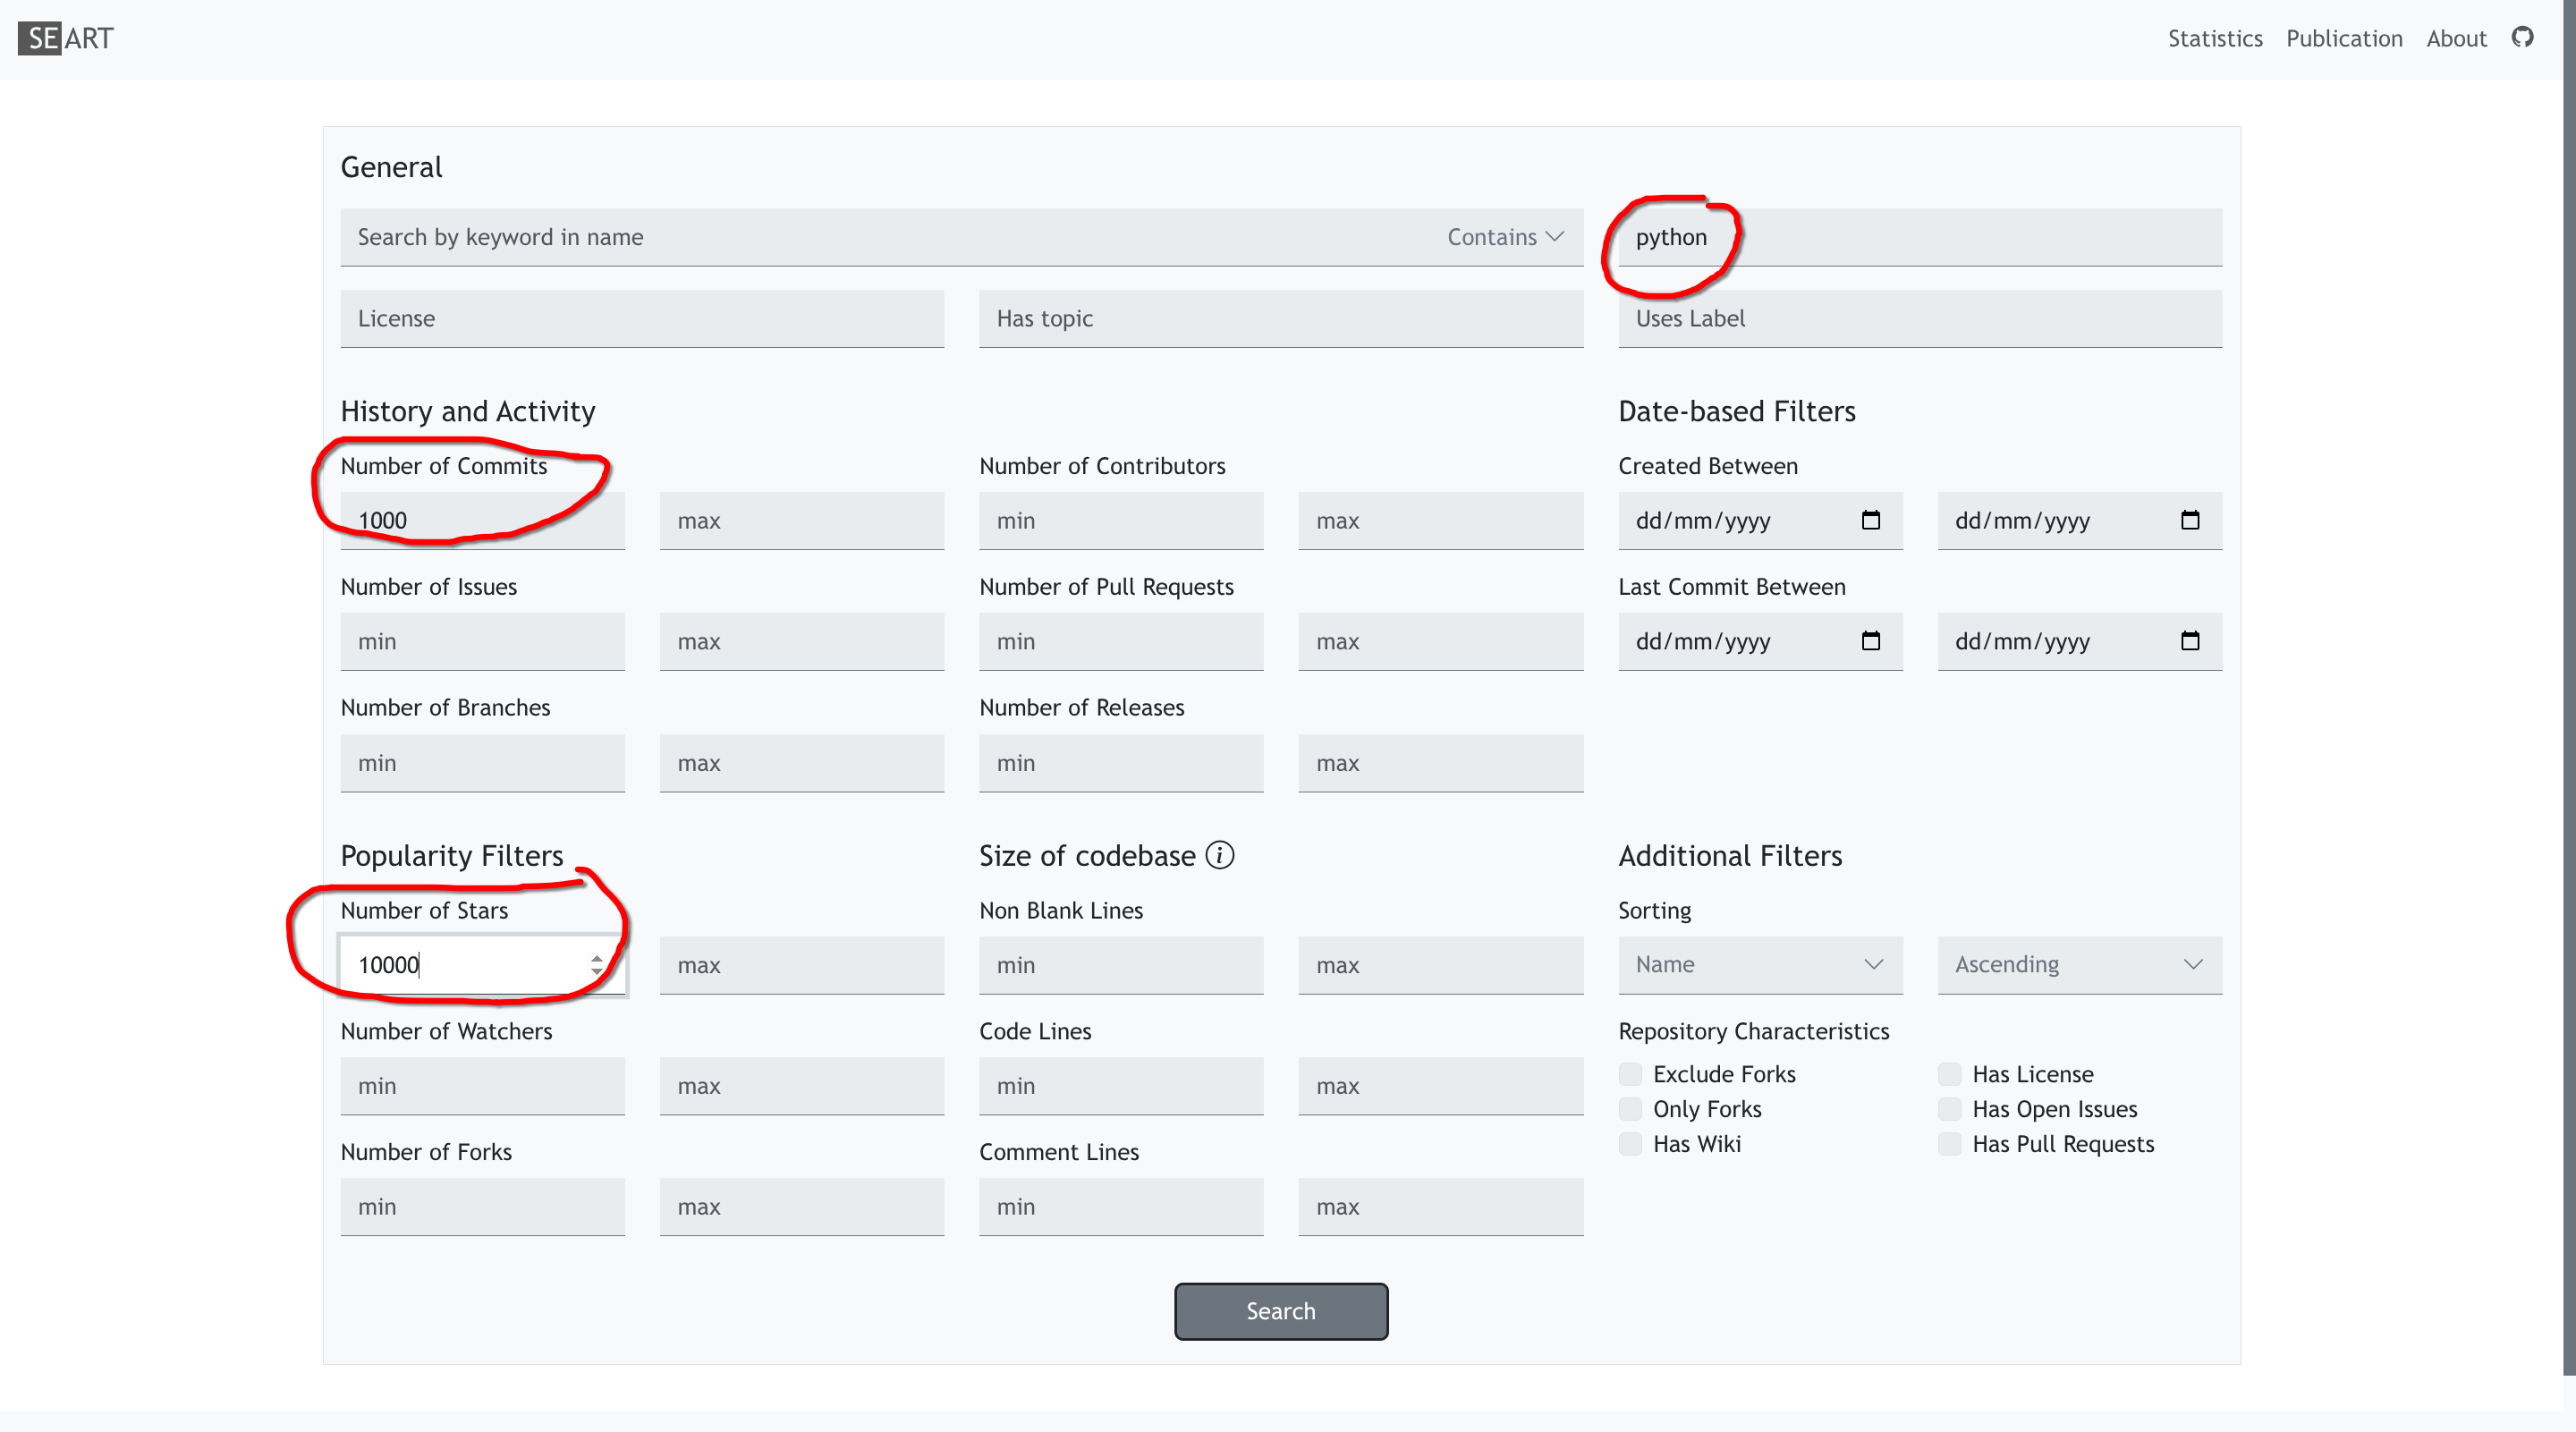 SEART Statistics Publication About
General
Search by keyword in name Contains python
License Has topic Uses Label
History and Activity Date-based Filters
Number of Commits Number of Contributors Created Between
1000 max min max dd/mm/yyyy dd/mm/yyyy
Number of Issues Number of Pull Requests Last Commit Between
min max min max dd/mm/yyyy dd/mm/yyyy
Number of Branches Number of Releases
min max min max
Popularity Filters Size of codebase Additional Filters
Number of Stars Non Blank Lines Sorting
10000 max min max Name Ascending
Number of Watchers Code Lines Repository Characteristics
min max min max Exclude Forks Has License
Only Forks Has Open Issues
Number of Forks Comment Lines Has Wiki Has Pull Requests
min max min max
Search